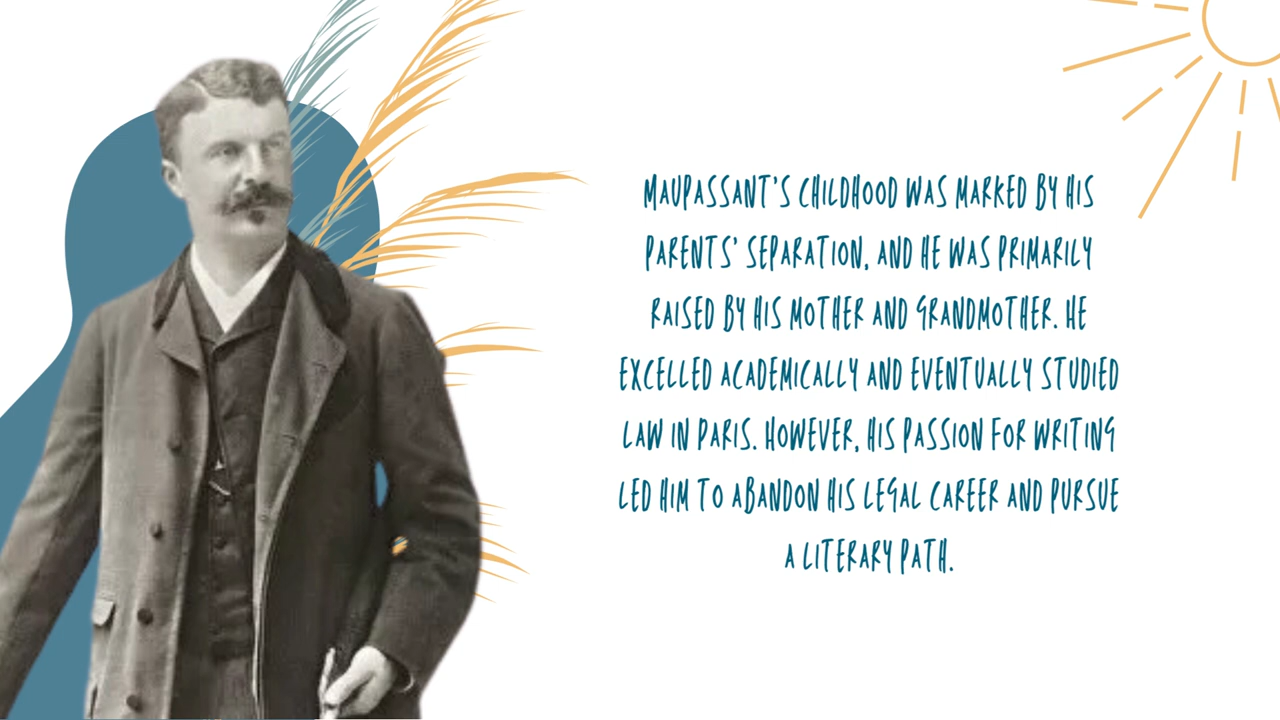 MAUPASSANT'S CHILDHOOD WAS MARKED BY HIS
PARENTS' SEPARATION, AND HE WAS PRIMARILY
RAISED BY HIS MOTHER AND GRANDMOTHER. HE
EXCELLED ACADEMICALLY AND EVENTUALLY STUDIED
LAW IN PARIS. HOWEVER, HIS PASSION FOR WRITING
LED HIM TO ABANDON HIS LEGAL CAREER AND PURSUE
A LITERARY PATH.